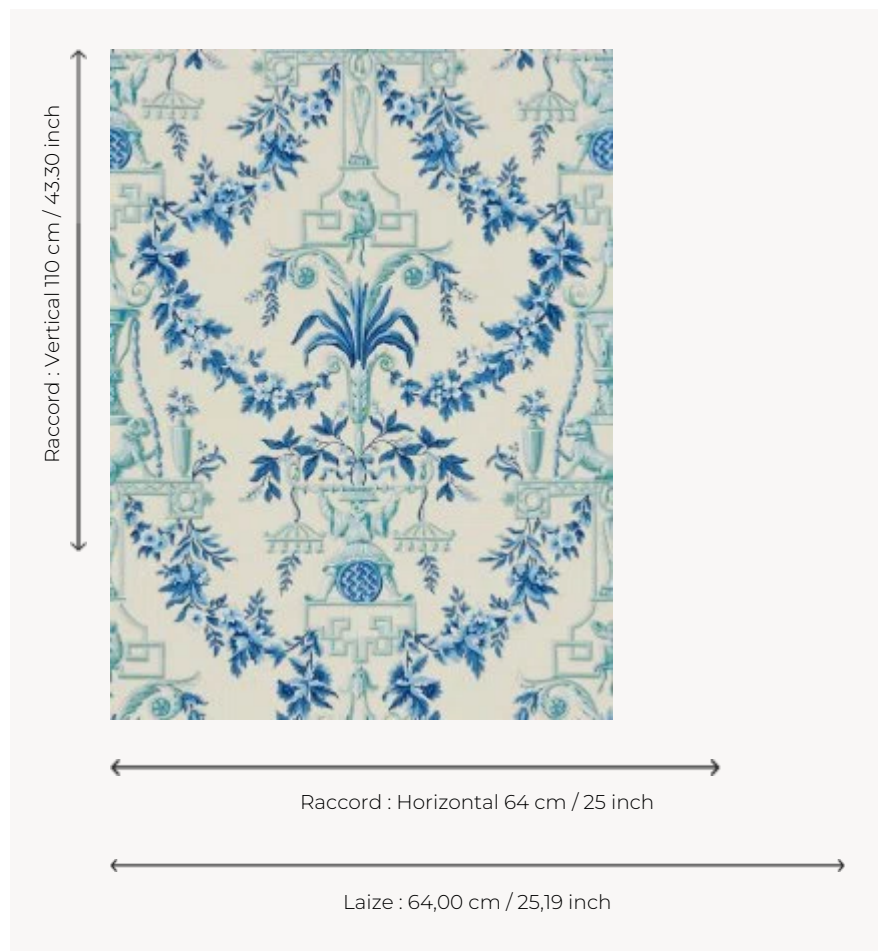 Raccord : Vertical 110 cm / 43.30 inch
Raccord : Horizontal 64 cm / 25 inch
Laize : 64,00 cm / 25,19 inch